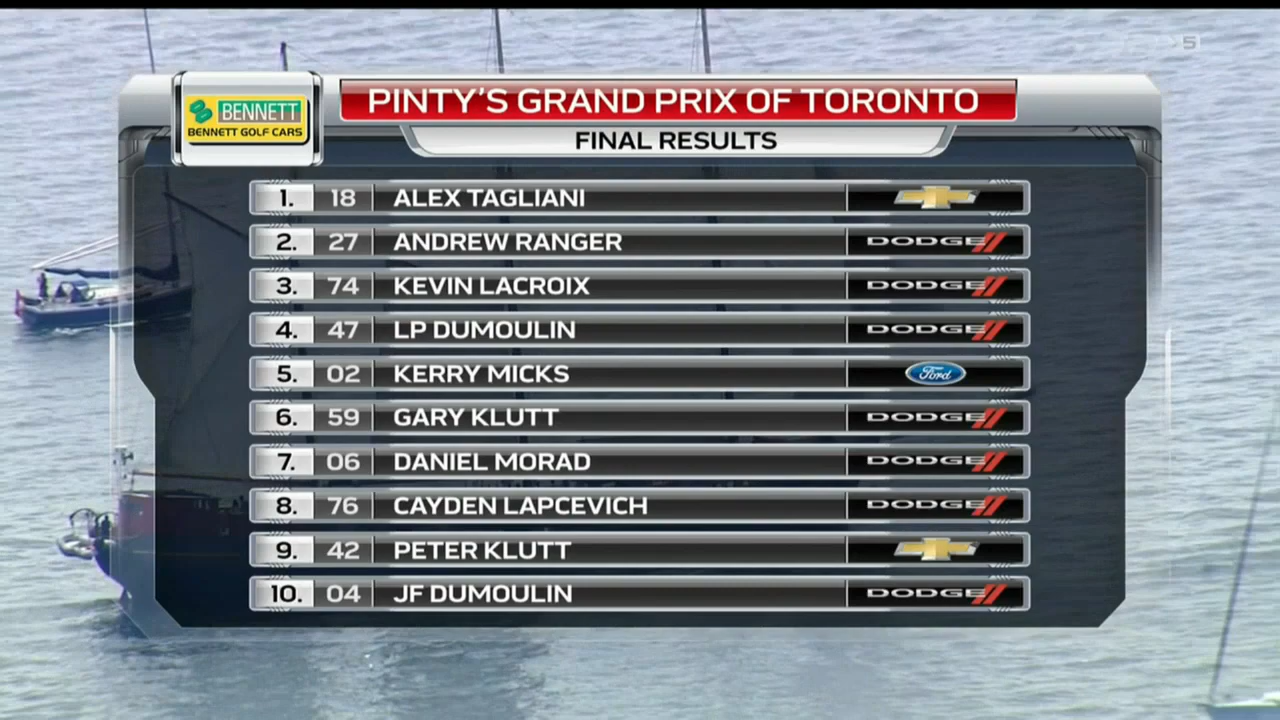 BENNETT
BENNETT GOLF CARS
PINTY'S GRAND PRIX OF TORONTO
FINAL RESULTS
1. 18 ALEX TAGLIANI
2. 27 ANDREW RANGER DODGE
3. 74 KEVIN LACROIX DODGE
4. 47 LP DUMOULIN DODGE
5. 02 KERRY MICKS Ford
6. 59 GARY KLUTT DODGE
7. 06 DANIEL MORAD DODGE
8. 76 CAYDEN LAPCEVICH DODGE
9. 42 PETER KLUTT
10. 04 JF DUMOULIN DODGE